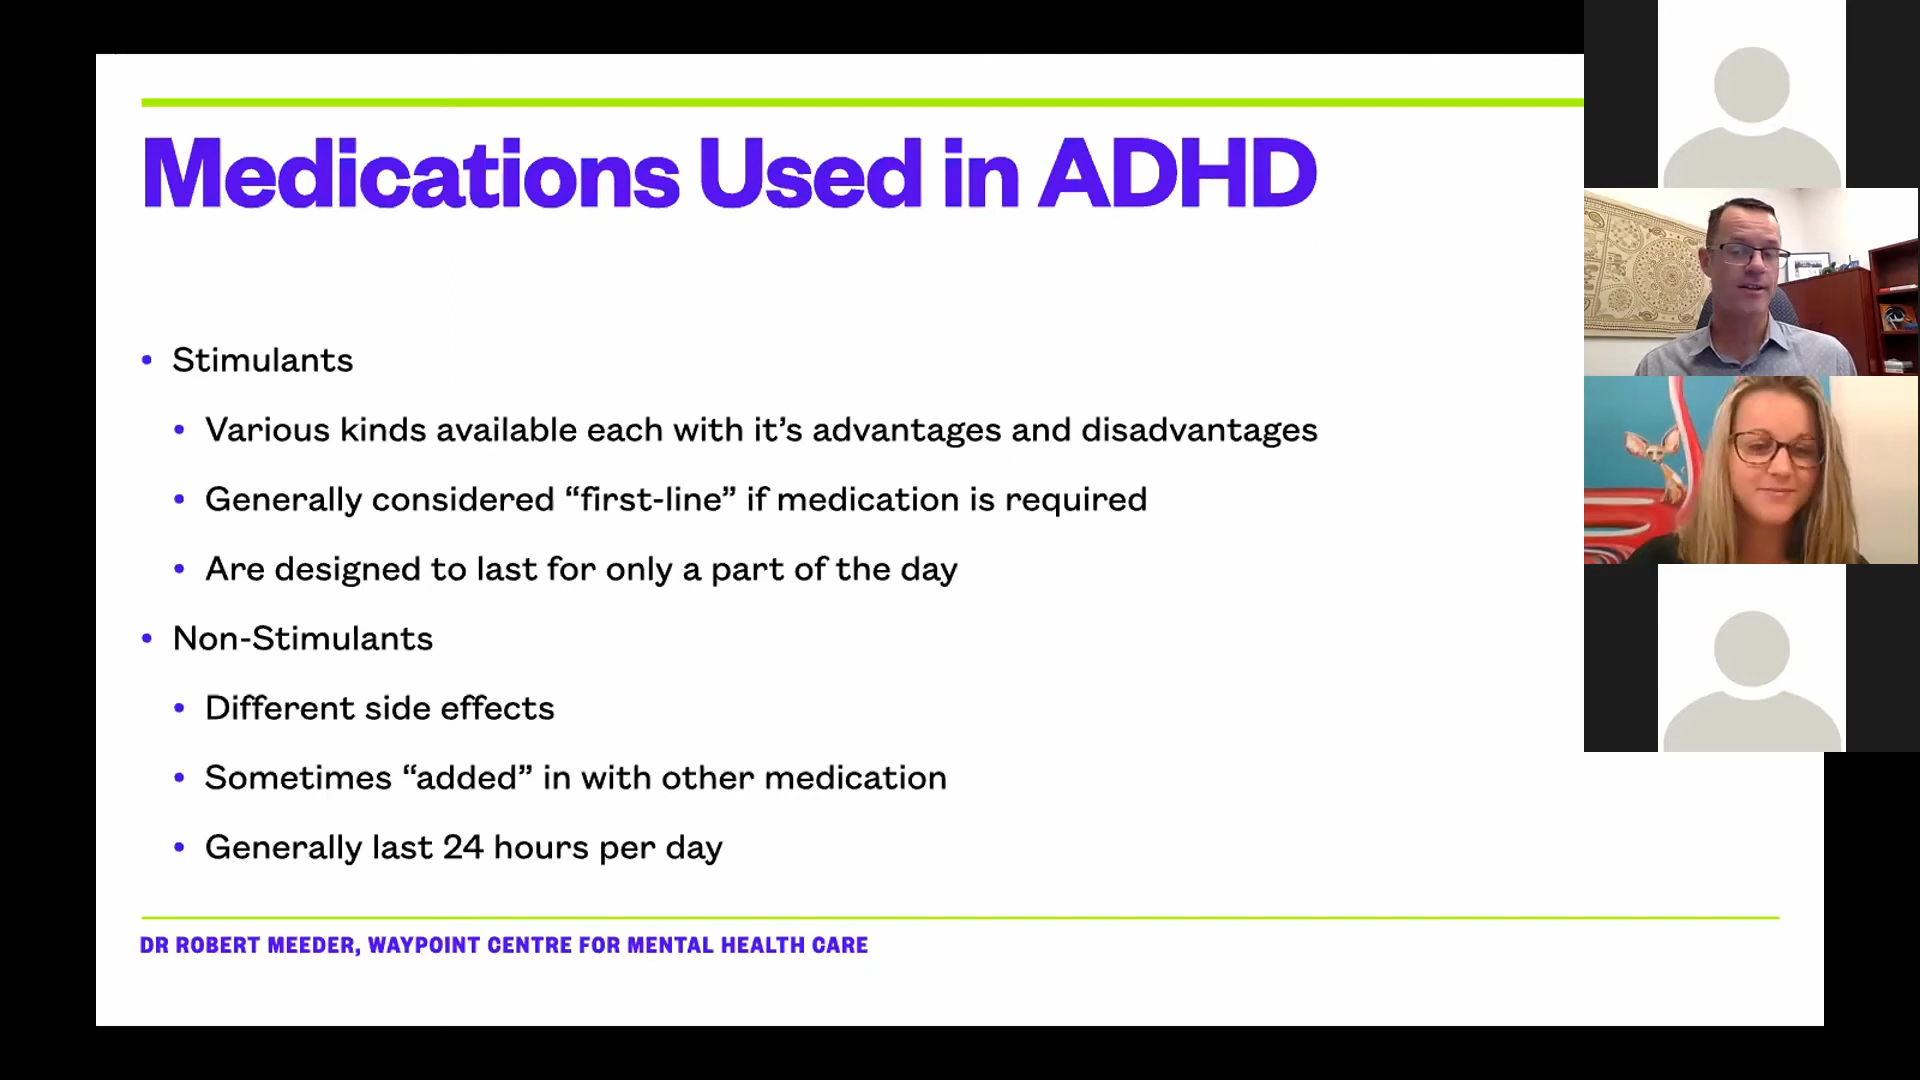 Medications Used in ADHD
• Stimulants
• Various kinds available each with it’s advantages and disadvantages
• Generally considered “first-line” if medication is required
• Are designed to last for only a part of the day
• Non-Stimulants
• Different side effects
• Sometimes “added” in with other medication
• Generally last 24 hours per day
DR ROBERT MEEDER, WAYPOINT CENTRE FOR MENTAL HEALTH CARE